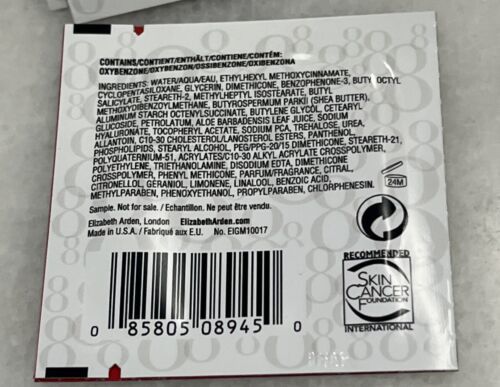 CONTAINS/CONTIENT/ENTHÄLT/CONTIENE/CONTÉM:
OXYBENZONE/OXYBENZON/OSSIBENZONE/OXIBENZONA
INGREDIENTS: WATER/AQUA/EAU, ETHYLHEXYL METHOXYCINNAMATE,
CYCLOPENTASILOXANE, GLYCERIN, DIMETHICONE, BENZOPHENONE-3, BUTYL OCTYL
SALICYLATE, STEARETH-2, METHYLHEPTYL ISOSTEARATE, BUTYL
METHOXYDIBENZOYLMETHANE, BUTYROSPERMUM PARKII (SHEA BUTTER),
ALUMINUM STARCH OCTENYLSUCCINATE, BUTYLENE GLYCOL, CETEARYL
GLUCOSIDE, PETROLATUM, ALOE BARBADENSIS LEAF JUICE, SODIUM
HYALURONATE, TOCOPHERYL ACETATE, SODIUM PCA, TREHALOSE, UREA,
ALLANTOIN, C10-30 CHOLESTEROL/LANOSTEROL ESTERS, PANTHENOL,
PHOSPHOLIPIDS, STEARYL ALCOHOL, PEG/PPG-20/15 DIMETHICONE, STEARETH-21,
POLYQUATERNIUM-51, ACRYLATES/C10-30 ALKYL ACRYLATE CROSSPOLYMER,
POLYETHYLENE, TRIETHANOLAMINE, DISODIUM EDTA, DIMETHICONE
CROSSPOLYMER, PHENYL METHICONE, PARFUM/FRAGRANCE, CITRAL,
CITRONELLOL, GERANIOL, LIMONENE, LINALOOL, BENZOIC ACID,
METHYLPARABEN, PHENOXYETHANOL, PROPYLPARABEN, CHLORPHENESIN.
Sample. Not for sale. / Echantillon. Ne peut être vendu.
Elizabeth Arden, London ElizabethArden.com
Made in U.S.A. / Fabriqué aux E.U. No. EIGM10017
24M
RECOMMENDED
SKIN
CANCER
FOUNDATION
INTERNATIONAL
0 85805 08945 0